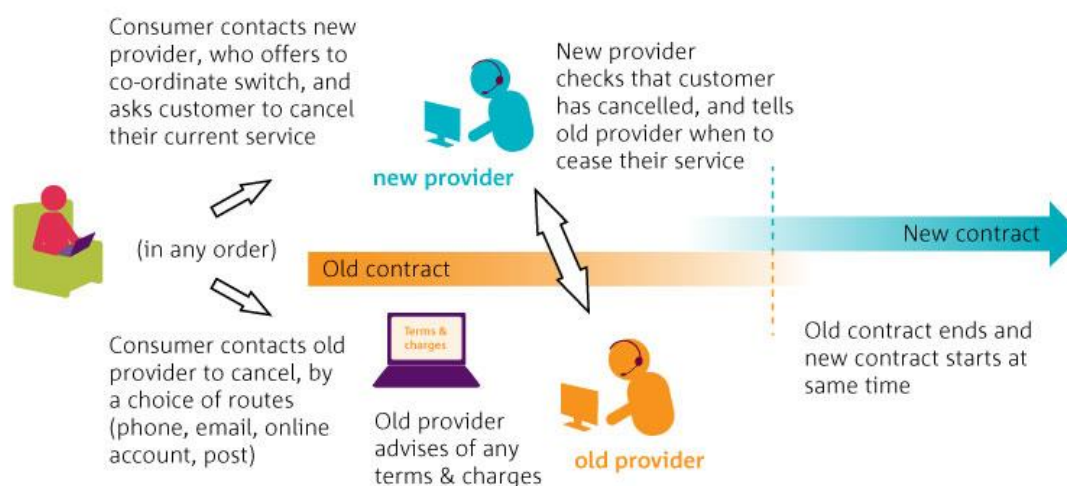 Consumer contacts new
provider, who offers to
co-ordinate switch, and
asks customer to cancel
their current service
new provider
New provider
checks that customer
has cancelled, and tells
old provider when to
cease their service
(in any order)
New contract
Old contract
Consumer contacts old
provider to cancel, by
a choice of routes
(phone, email, online
account, post)
Terms &
charges
Old provider
advises of any
terms & charges
old provider
Old contract ends and
new contract starts at
same time